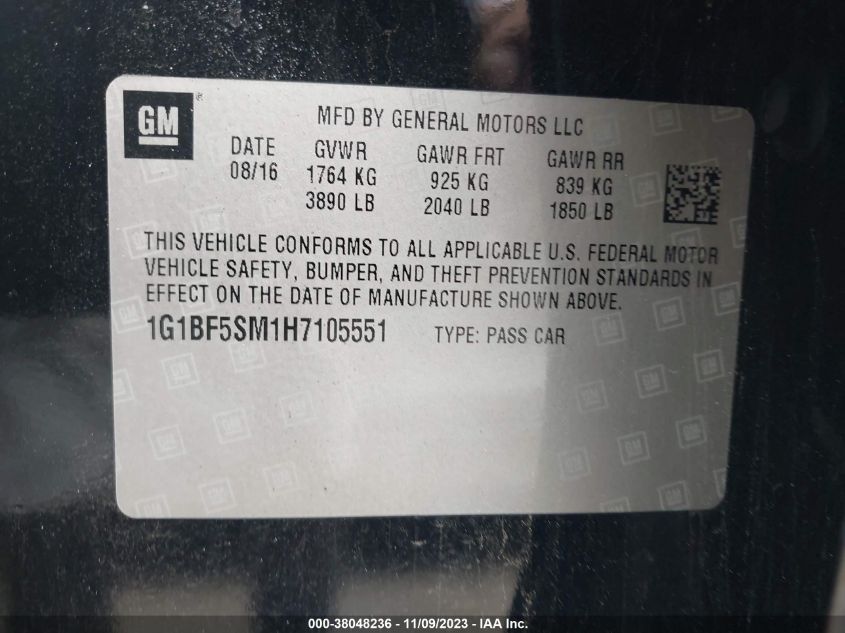 GM ®
MFD BY GENERAL MOTORS LLC
DATE GVWR GAWR FRT GAWR RR
08/16 1764 KG 925 KG 839 KG
3890 LB 2040 LB 1850 LB
THIS VEHICLE CONFORMS TO ALL APPLICABLE U.S. FEDERAL MOTOR
VEHICLE SAFETY, BUMPER, AND THEFT PREVENTION STANDARDS IN
EFFECT ON THE DATE OF MANUFACTURE SHOWN ABOVE.
1G1BF5SM1H7105551 TYPE: PASS CAR
000-38048236 - 11/09/2023 - IAA Inc.